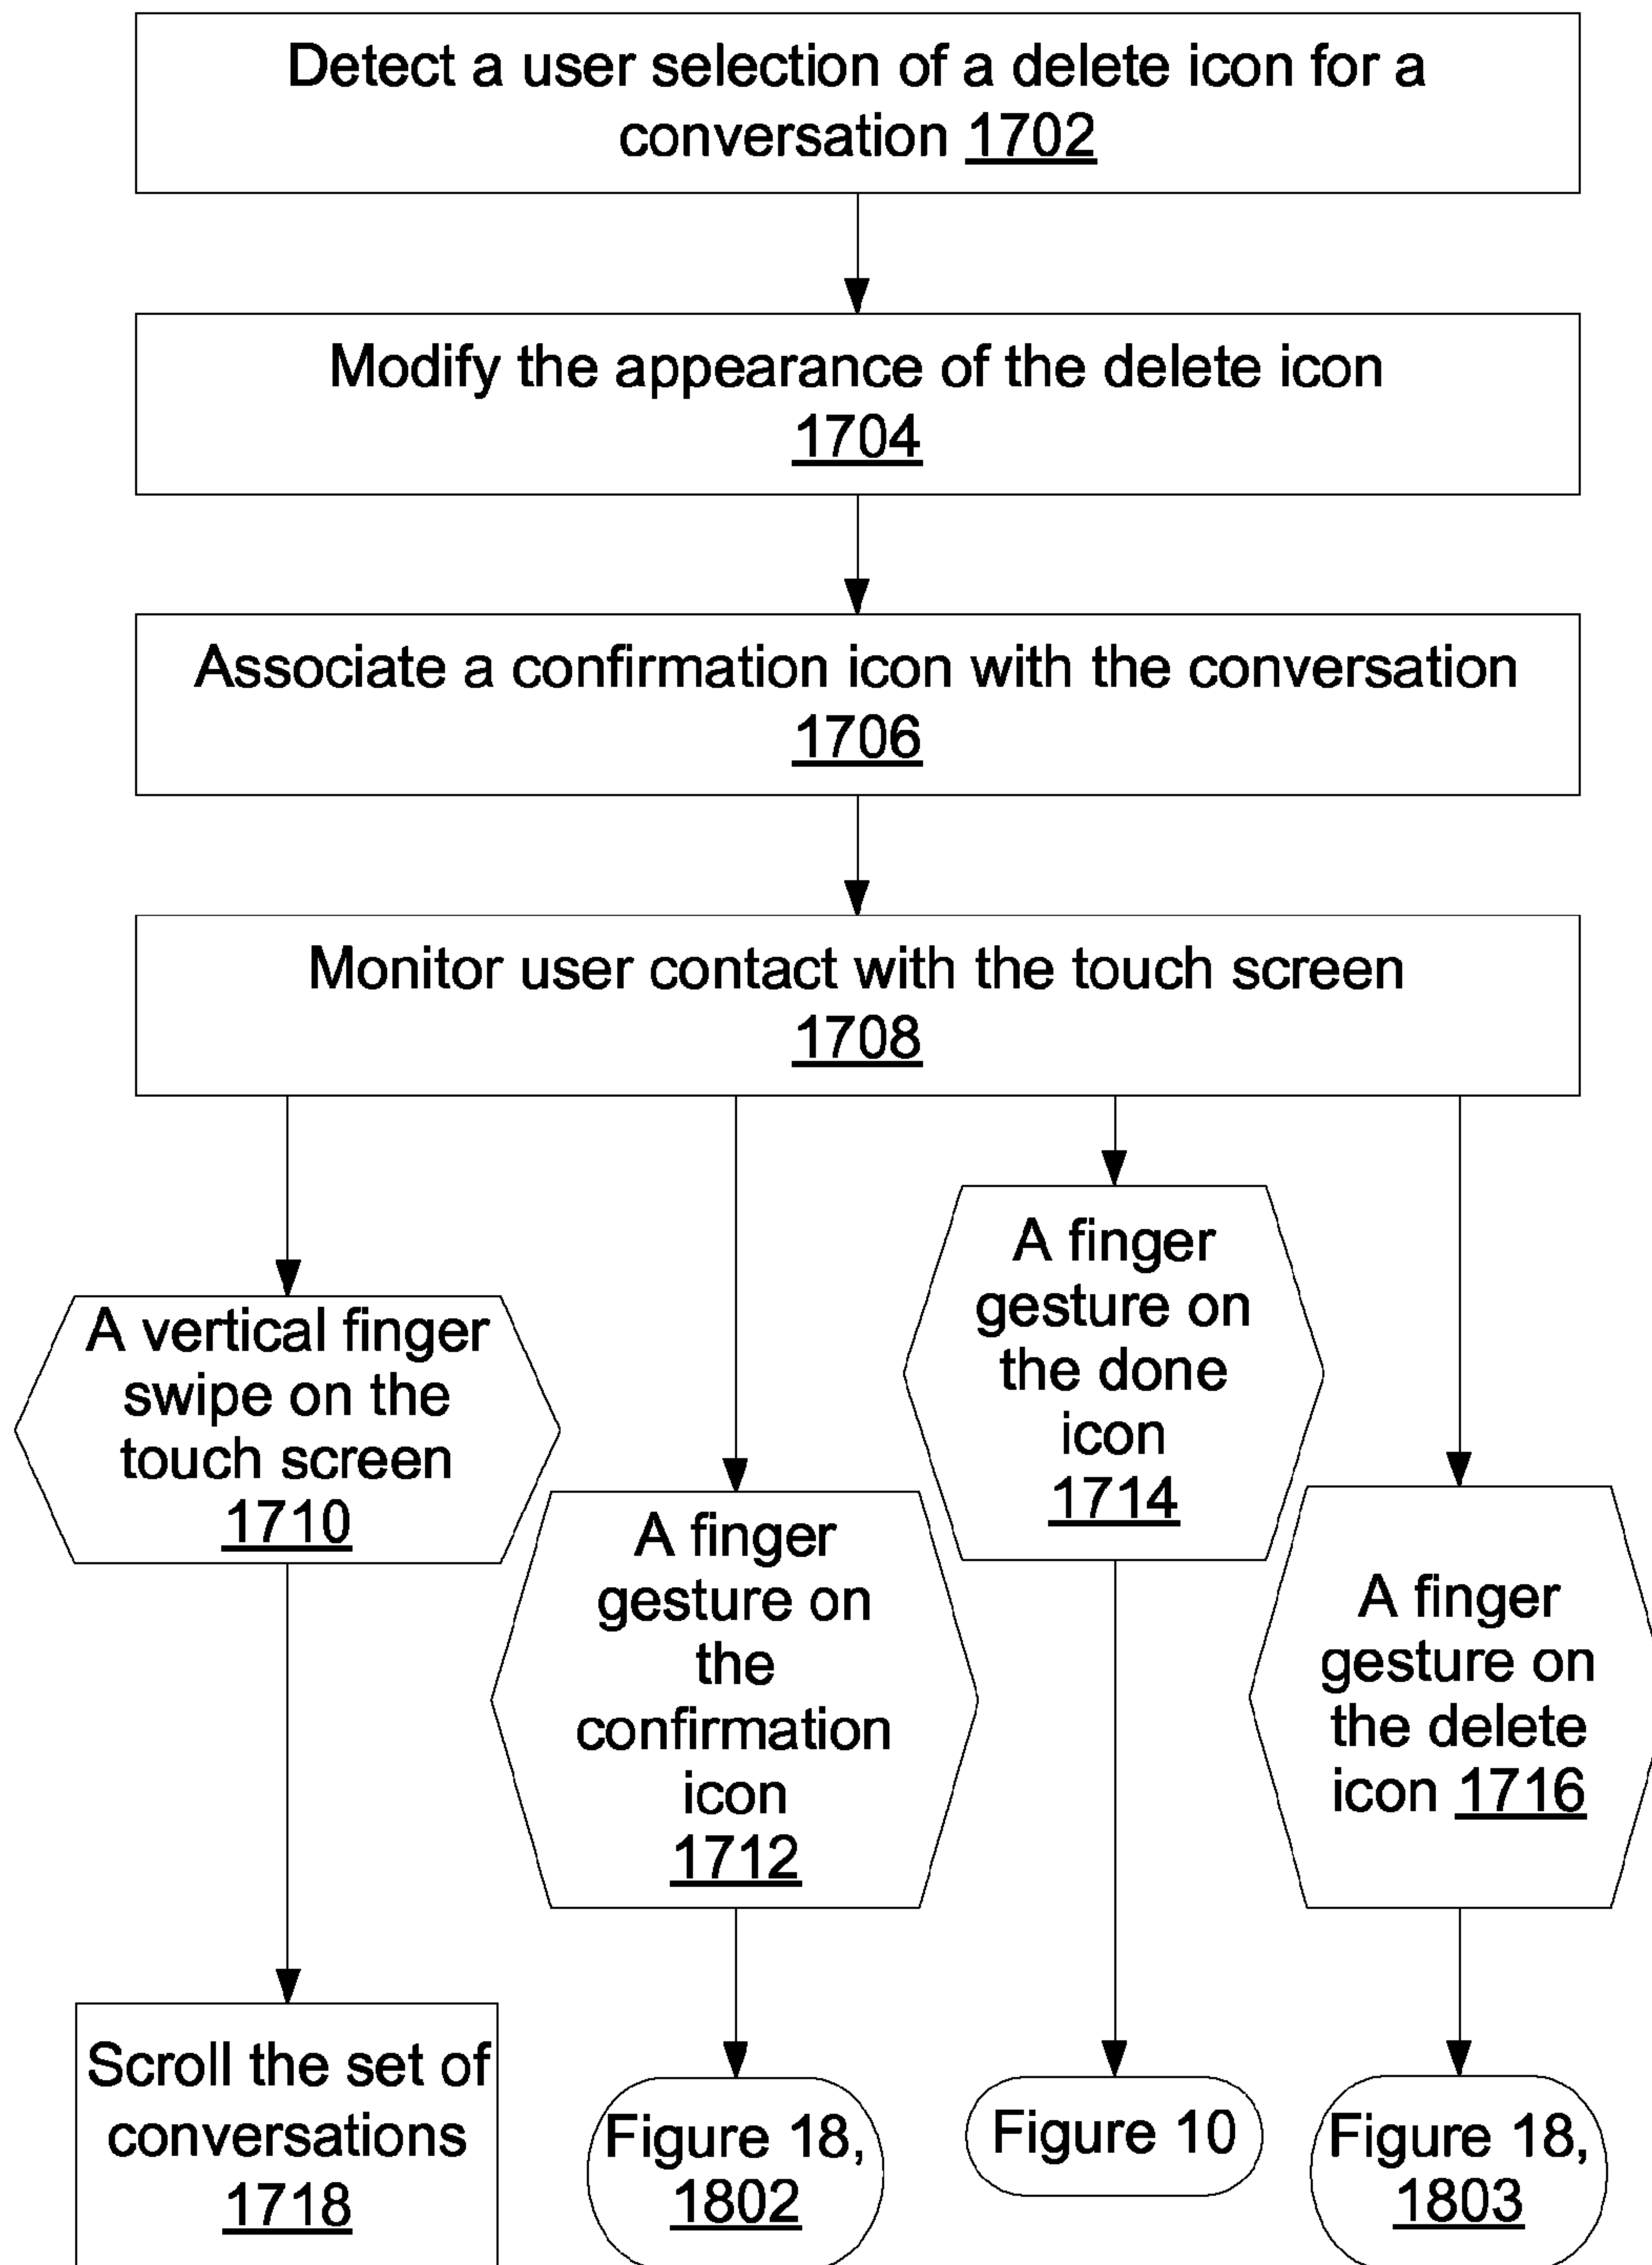 Detect a user selection of a delete icon for a
conversation 1702
Modify the appearance of the delete icon
1704
Associate a confirmation icon with the conversation
1706
Monitor user contact with the touch screen
1708
A vertical finger
swipe on the
touch screen
1710
A finger
gesture on
the
confirmation
icon
1712
A finger
gesture on
the done
icon
1714
A finger
gesture on
the delete
icon 1716
Scroll the set of
conversations
1718
Figure 18,
1802
Figure 10
Figure 18,
1803